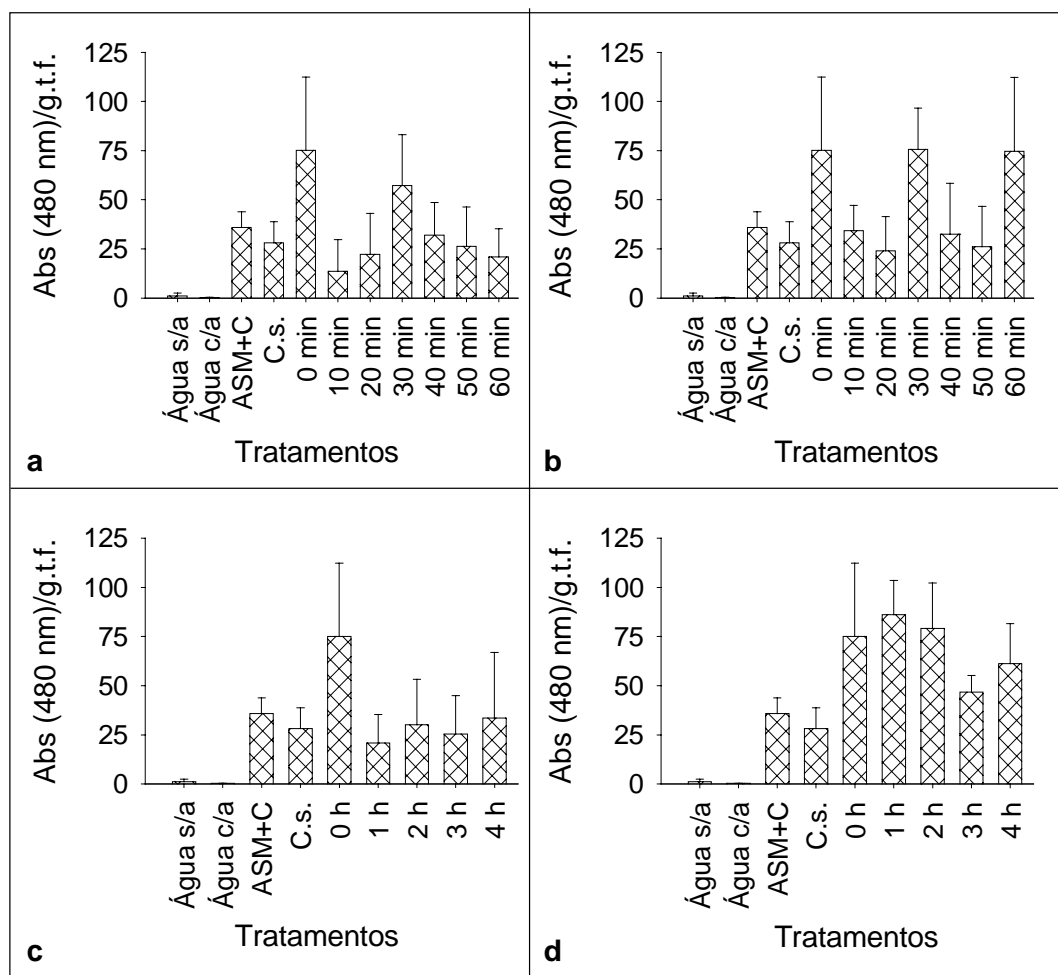 Abs (480 nm)/g.t.f.
125
100
75
50
25
0
Água s/a
Água c/a
ASM+C
C.s.
0 min
10 min
20 min
30 min
40 min
50 min
60 min
Tratamentos
a
Abs (480 nm)/g.t.f.
125
100
75
50
25
0
Água s/a
Água c/a
ASM+C
C.s.
0 min
10 min
20 min
30 min
40 min
50 min
60 min
Tratamentos
b
Abs (480 nm)/g.t.f.
125
100
75
50
25
0
Água s/a
Água c/a
ASM+C
C.s.
0 h
1 h
2 h
3 h
4 h
Tratamentos
c
Abs (480 nm)/g.t.f.
125
100
75
50
25
0
Água s/a
Água c/a
ASM+C
C.s.
0 h
1 h
2 h
3 h
4 h
Tratamentos
d